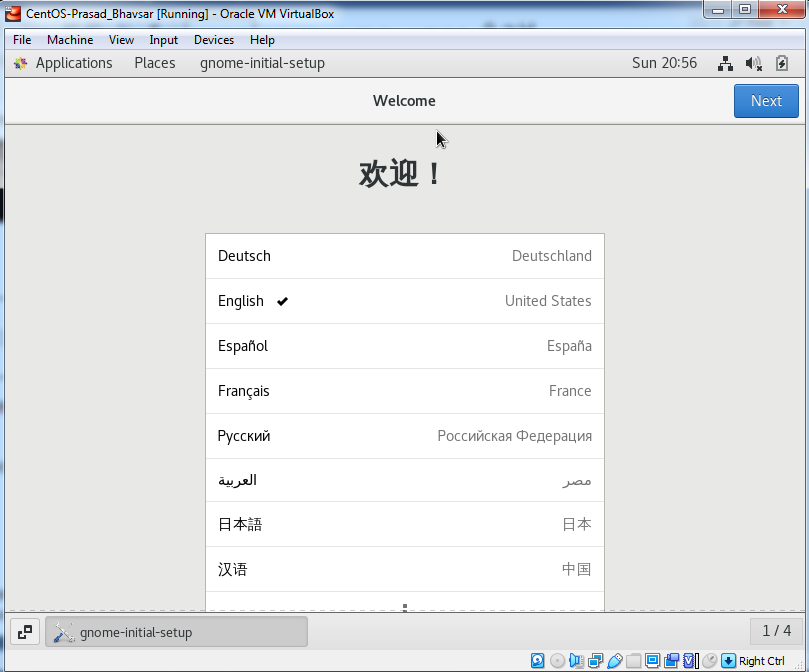 CentOS-Prasad_Bhavsar [Running] - Oracle VM VirtualBox
File Machine View Input Devices Help
Applications Places gnome-initial-setup Sun 20:56
Welcome Next
欢迎！
Deutsch Deutschland
English ✔ United States
Español España
Français France
Русский Российская Федерация
العربية مصر
日本語 日本
汉语 中国
gnome-initial-setup 1 / 4
Right Ctrl